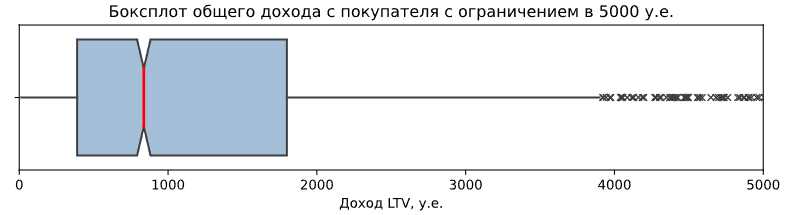 Боксплот общего дохода с покупателя с ограничением в 5000 у.е.
0 1000 2000 3000 4000 5000
Доход LTV, у.е.